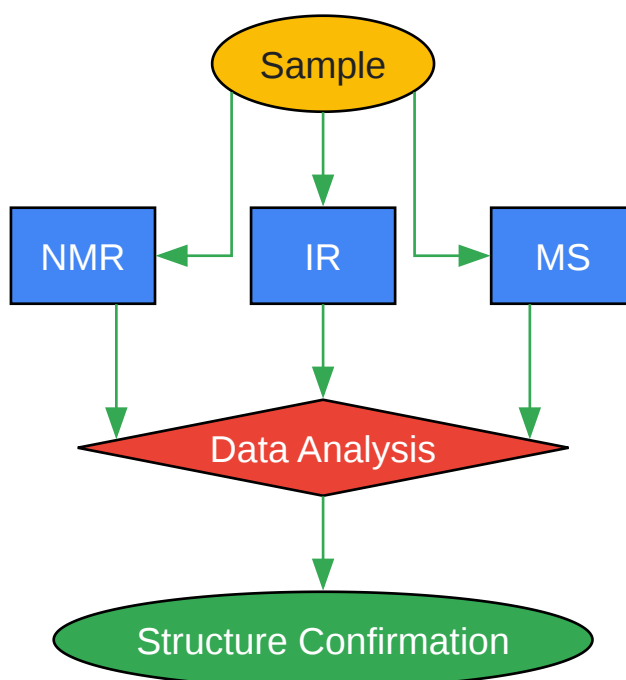 Sample
NMR
IR
MS
Data Analysis
Structure Confirmation